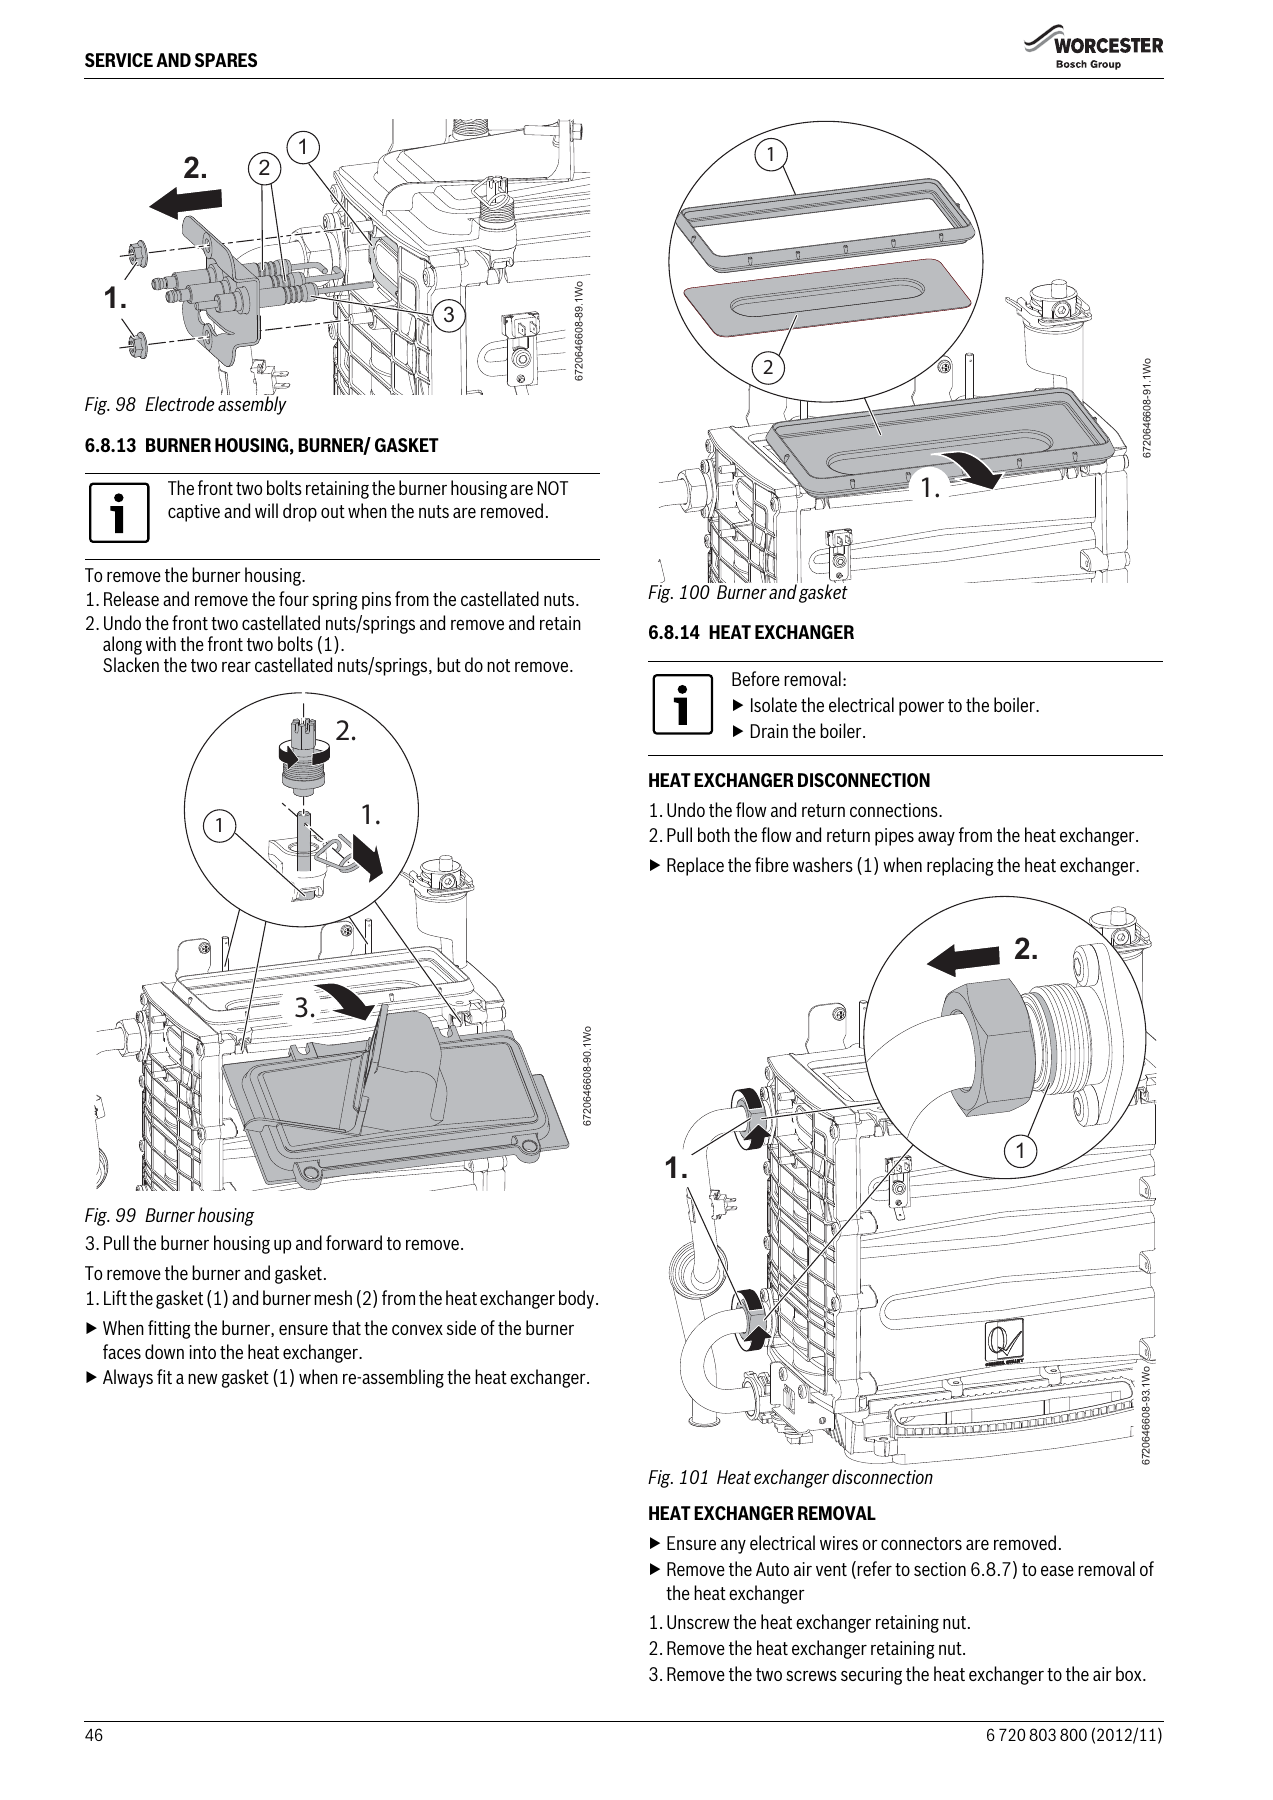 SERVICE AND SPARES
WORCESTER
Bosch Group
2.
1
2
1.
3
6720646608-89.1Wo
Fig. 98 Electrode assembly
6.8.13 BURNER HOUSING, BURNER/ GASKET
The front two bolts retaining the burner housing are NOT
captive and will drop out when the nuts are removed.
To remove the burner housing.
1. Release and remove the four spring pins from the castellated nuts.
2. Undo the front two castellated nuts/springs and remove and retain
along with the front two bolts (1).
Slacken the two rear castellated nuts/springs, but do not remove.
2.
1.
1
3.
6720646608-90.1Wo
Fig. 99 Burner housing
3. Pull the burner housing up and forward to remove.
To remove the burner and gasket.
1. Lift the gasket (1) and burner mesh (2) from the heat exchanger body.
▶ When fitting the burner, ensure that the convex side of the burner
faces down into the heat exchanger.
▶ Always fit a new gasket (1) when re-assembling the heat exchanger.
1
2
1.
6720646608-91.1Wo
Fig. 100 Burner and gasket
6.8.14 HEAT EXCHANGER
Before removal:
▶ Isolate the electrical power to the boiler.
▶ Drain the boiler.
HEAT EXCHANGER DISCONNECTION
1. Undo the flow and return connections.
2. Pull both the flow and return pipes away from the heat exchanger.
▶ Replace the fibre washers (1) when replacing the heat exchanger.
2.
1
1.
6720646608-93.1Wo
Fig. 101 Heat exchanger disconnection
HEAT EXCHANGER REMOVAL
▶ Ensure any electrical wires or connectors are removed.
▶ Remove the Auto air vent (refer to section 6.8.7) to ease removal of
the heat exchanger
1. Unscrew the heat exchanger retaining nut.
2. Remove the heat exchanger retaining nut.
3. Remove the two screws securing the heat exchanger to the air box.
46
6 720 803 800 (2012/11)